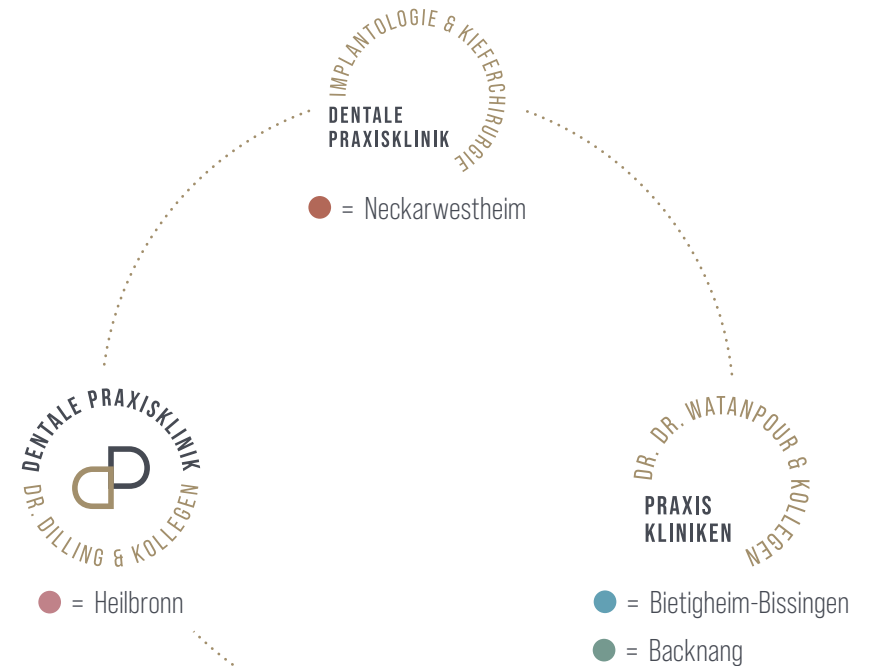 IMPLANTOLOGIE & KIEFERCHIRURGIE
DENTALE
PRAXISKLINIK
= Neckarwestheim
DENTALE PRAXISKLINIK
DR. DILLING & KOLLEGEN
dP
= Heilbronn
DR. DR. WATANPOUR & KOLLEGEN
PRAXIS
KLINIKEN
= Bietigheim-Bissingen
= Backnang